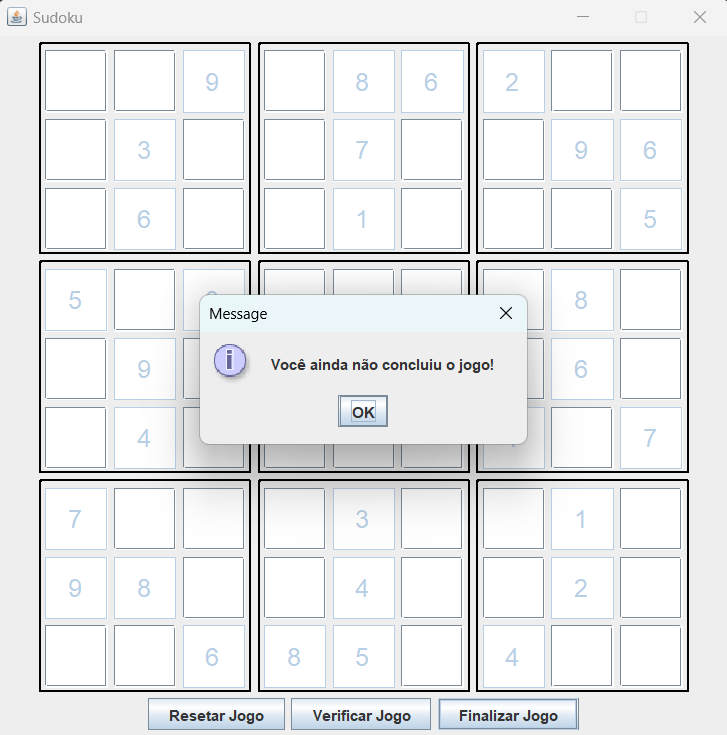 Sudoku
9 8 6 2
3 7 9 6
6 1 5
5 8
Message
9 6
Você ainda não concluiu o jogo!
OK
4 7
7 3 1
9 8 4 2
6 8 5 4
Resetar Jogo Verificar Jogo Finalizar Jogo